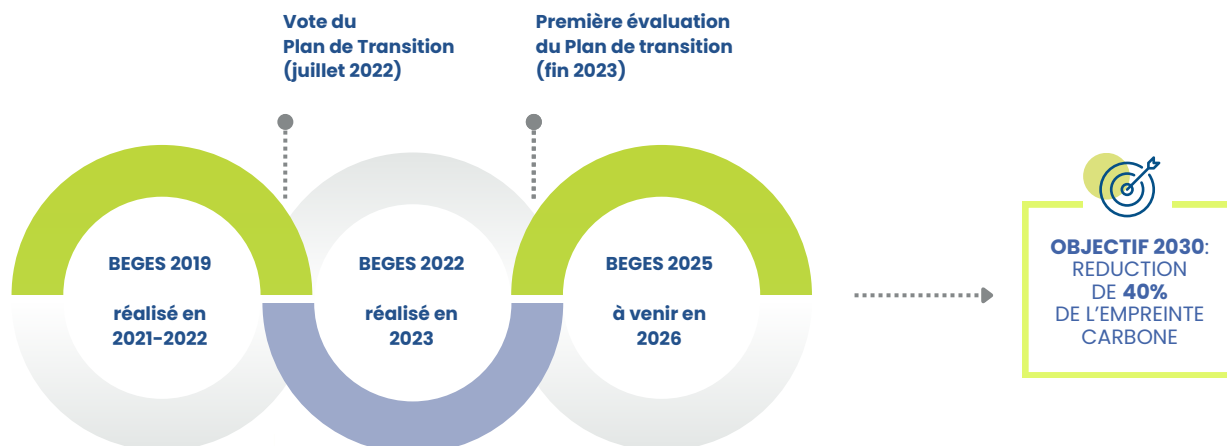 Vote du
Plan de Transition
(juillet 2022)
Première évaluation
du Plan de transition
(fin 2023)
BEGES 2019
réalisé en
2021-2022
BEGES 2022
réalisé en
2023
BEGES 2025
à venir en
2026
OBJECTIF 2030:
REDUCTION
DE 40%
DE L’EMPREINTE
CARBONE